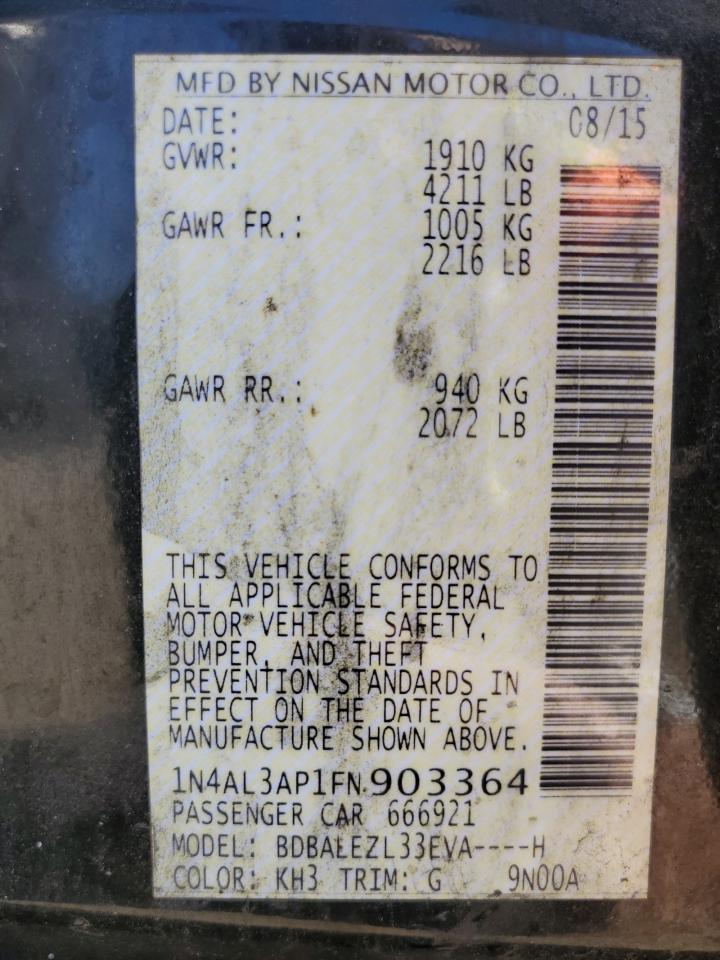 MFD BY NISSAN MOTOR CO., LTD.
DATE: 08/15
GVWR: 1910 KG
4211 LB
GAWR FR.: 1005 KG
2216 LB
GAWR RR.: 940 KG
2072 LB
THIS VEHICLE CONFORMS TO
ALL APPLICABLE FEDERAL
MOTOR VEHICLE SAFETY,
BUMPER, AND THEFT
PREVENTION STANDARDS IN
EFFECT ON THE DATE OF
MANUFACTURE SHOWN ABOVE.
1N4AL3AP1FN903364
PASSENGER CAR 666921
MODEL: BDBALEZL33EVA----H
COLOR: KH3 TRIM: G 9N00A -